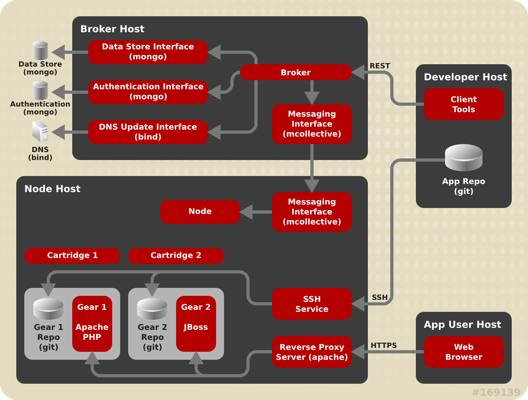 Broker Host
Data Store Interface
(mongo)
Data Store
(mongo)
Authentication Interface
(mongo)
Authentication
(mongo)
DNS Update Interface
(bind)
DNS
(bind)
Broker
Messaging
Interface
(mcollective)
REST
Developer Host
Client
Tools
App Repo
(git)
Node Host
Node
Messaging
Interface
(mcollective)
Cartridge 1
Cartridge 2
Gear 1
Repo
(git)
Gear 1
Apache
PHP
Gear 2
Repo
(git)
Gear 2
JBoss
SSH
Service
SSH
Reverse Proxy
Server (apache)
HTTPS
App User Host
Web
Browser
#169139